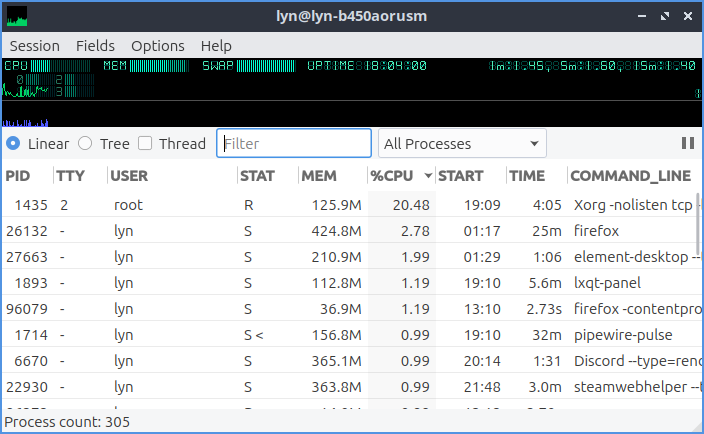 lyn@lyn-b450aorusm
Session Fields Options Help
CPU MEM SWAP UPTIME 18:04:00 1m:1.45, 5m:1.60, 15m:1.40
0 2
3
Linear Tree Thread Filter All Processes
PID TTY USER STAT MEM %CPU START TIME COMMAND_LINE
1435 2 root R 125.9M 20.48 19:09 4:05 Xorg -nolisten tcp
26132 - lyn S 424.8M 2.78 01:17 25m firefox
27663 - lyn S 210.9M 1.99 01:29 1:06 element-desktop --
1893 - lyn S 112.8M 1.19 19:10 5.6m lxqt-panel
96079 - lyn S 36.9M 1.19 13:10 2.73s firefox -contentpro
1714 - lyn S < 156.8M 0.99 19:10 32m pipewire-pulse
6670 - lyn S 365.1M 0.99 20:14 1:31 Discord --type=ren
22930 - lyn S 363.8M 0.99 21:48 3.0m steamwebhelper --
Process count: 305